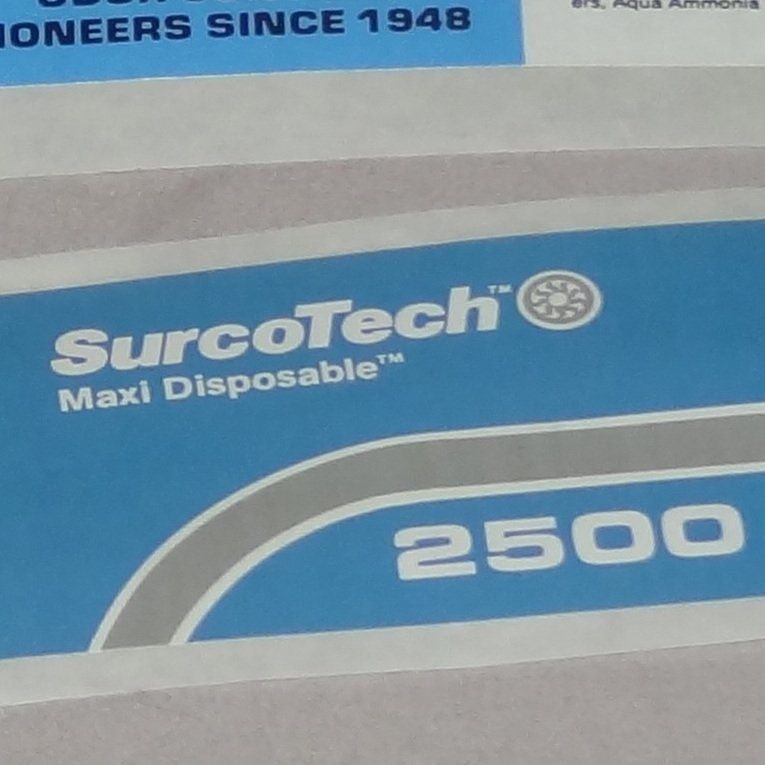 IONEERS SINCE 1948
ers, Aqua Ammonia
SurcoTech™
Maxi Disposable™
2500